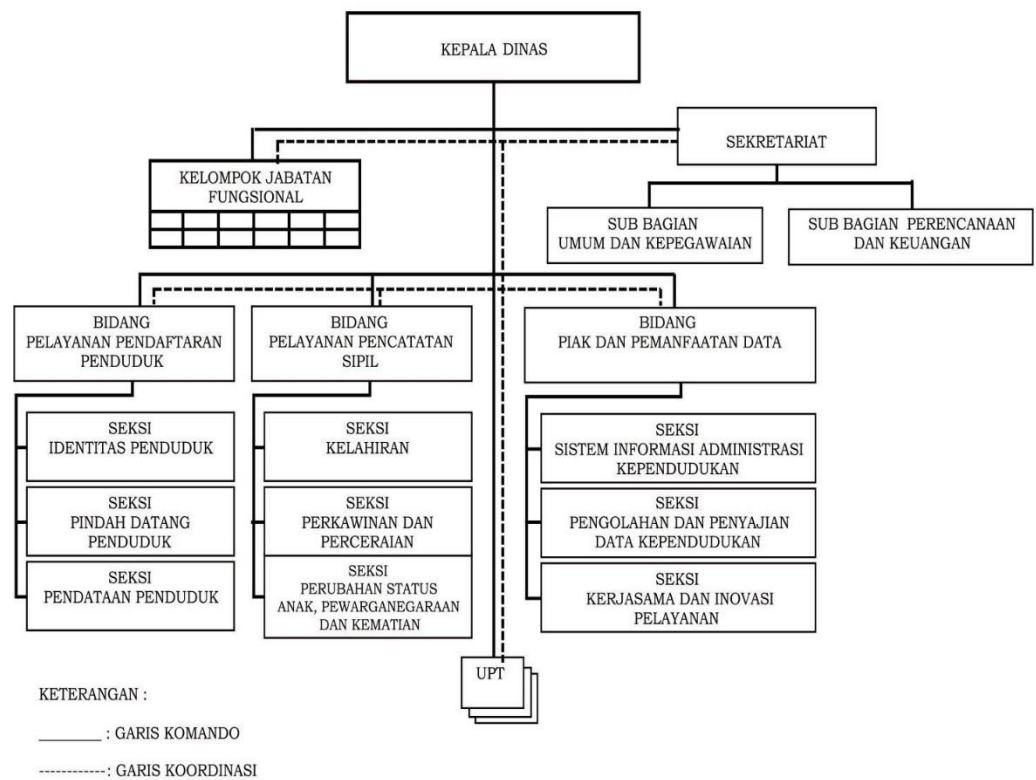 KEPALA DINAS
SEKRETARIAT
KELOMPOK JABATAN
FUNGSIONAL
SUB BAGIAN
UMUM DAN KEPEGAWAIAN
SUB BAGIAN PERENCANAAN
DAN KEUANGAN
BIDANG
PELAYANAN PENDAFTARAN
PENDUDUK
BIDANG
PELAYANAN PENCATATAN
SIPIL
BIDANG
PIAK DAN PEMANFAATAN DATA
SEKSI
IDENTITAS PENDUDUK
SEKSI
PINDAH DATANG
PENDUDUK
SEKSI
PENDATAAN PENDUDUK
SEKSI
KELAHIRAN
SEKSI
PERKAWINAN DAN
PERCERAIAN
SEKSI
PERUBAHAN STATUS
ANAK, PEWARGANEGARAAN
DAN KEMATIAN
SEKSI
SISTEM INFORMASI ADMINISTRASI
KEPENDUDUKAN
SEKSI
PENGOLAHAN DAN PENYAJIAN
DATA KEPENDUDUKAN
SEKSI
KERJASAMA DAN INOVASI
PELAYANAN
UPT
KETERANGAN :
________ : GARIS KOMANDO
------------: GARIS KOORDINASI